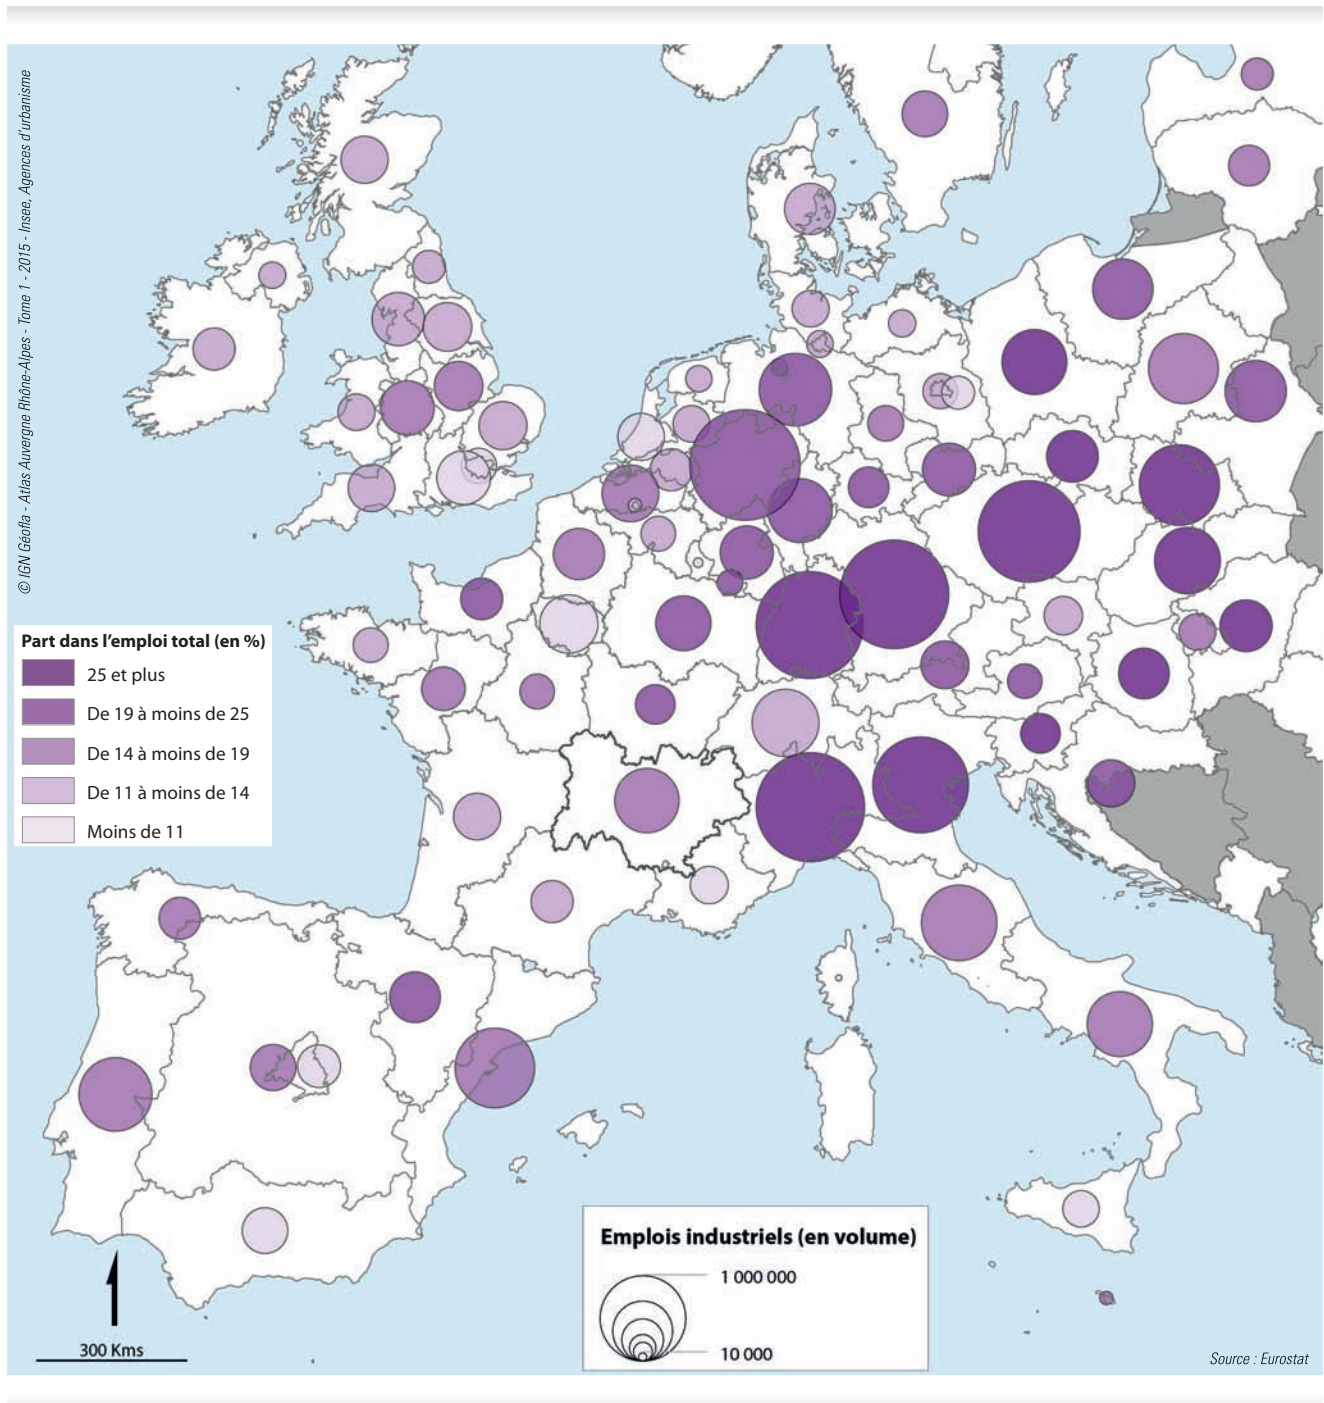 © IGN Géofla - Atlas Auvergne Rhône-Alpes - Tome 1 - 2015 - Insee, Agences d'urbanisme
Part dans l'emploi total (en %)
25 et plus
De 19 à moins de 25
De 14 à moins de 19
De 11 à moins de 14
Moins de 11
Emplois industriels (en volume)
1 000 000
10 000
300 Kms
Source : Eurostat